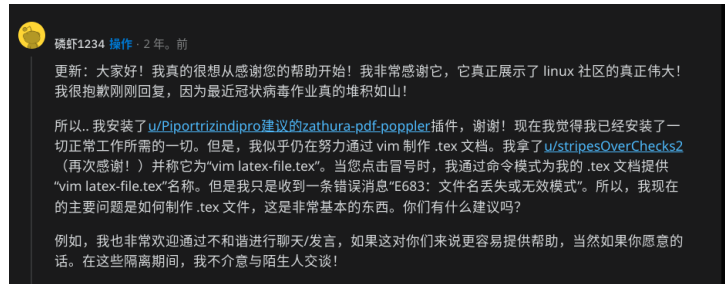 磷虾1234 操作 · 2 年。前
更新：大家好！我真的很想从感谢您的帮助开始！我非常感谢它，它真正展示了 linux 社区的真正伟大！
我很抱歉刚刚回复，因为最近冠状病毒作业真的堆积如山！
所以.. 我安装了u/Piportrizindipro建议的zathura-pdf-poppler插件，谢谢！现在我觉得我已经安装了一
切正常工作所需的一切。但是，我似乎仍在努力通过 vim 制作 .tex 文档。我拿了u/stripesOverChecks2
（再次感谢！）并称它为“vim latex-file.tex”。当您点击冒号时，我通过命令模式为我的 .tex 文档提供
“vim latex-file.tex”名称。但是我只是收到一条错误消息“E683：文件名丢失或无效模式”。所以，我现在
的主要问题是如何制作 .tex 文件，这是非常基本的东西。你们有什么建议吗？
例如，我也非常欢迎通过不和谐进行聊天/发言，如果这对你们来说更容易提供帮助，当然如果你愿意的
话。在这些隔离期间，我不介意与陌生人交谈！